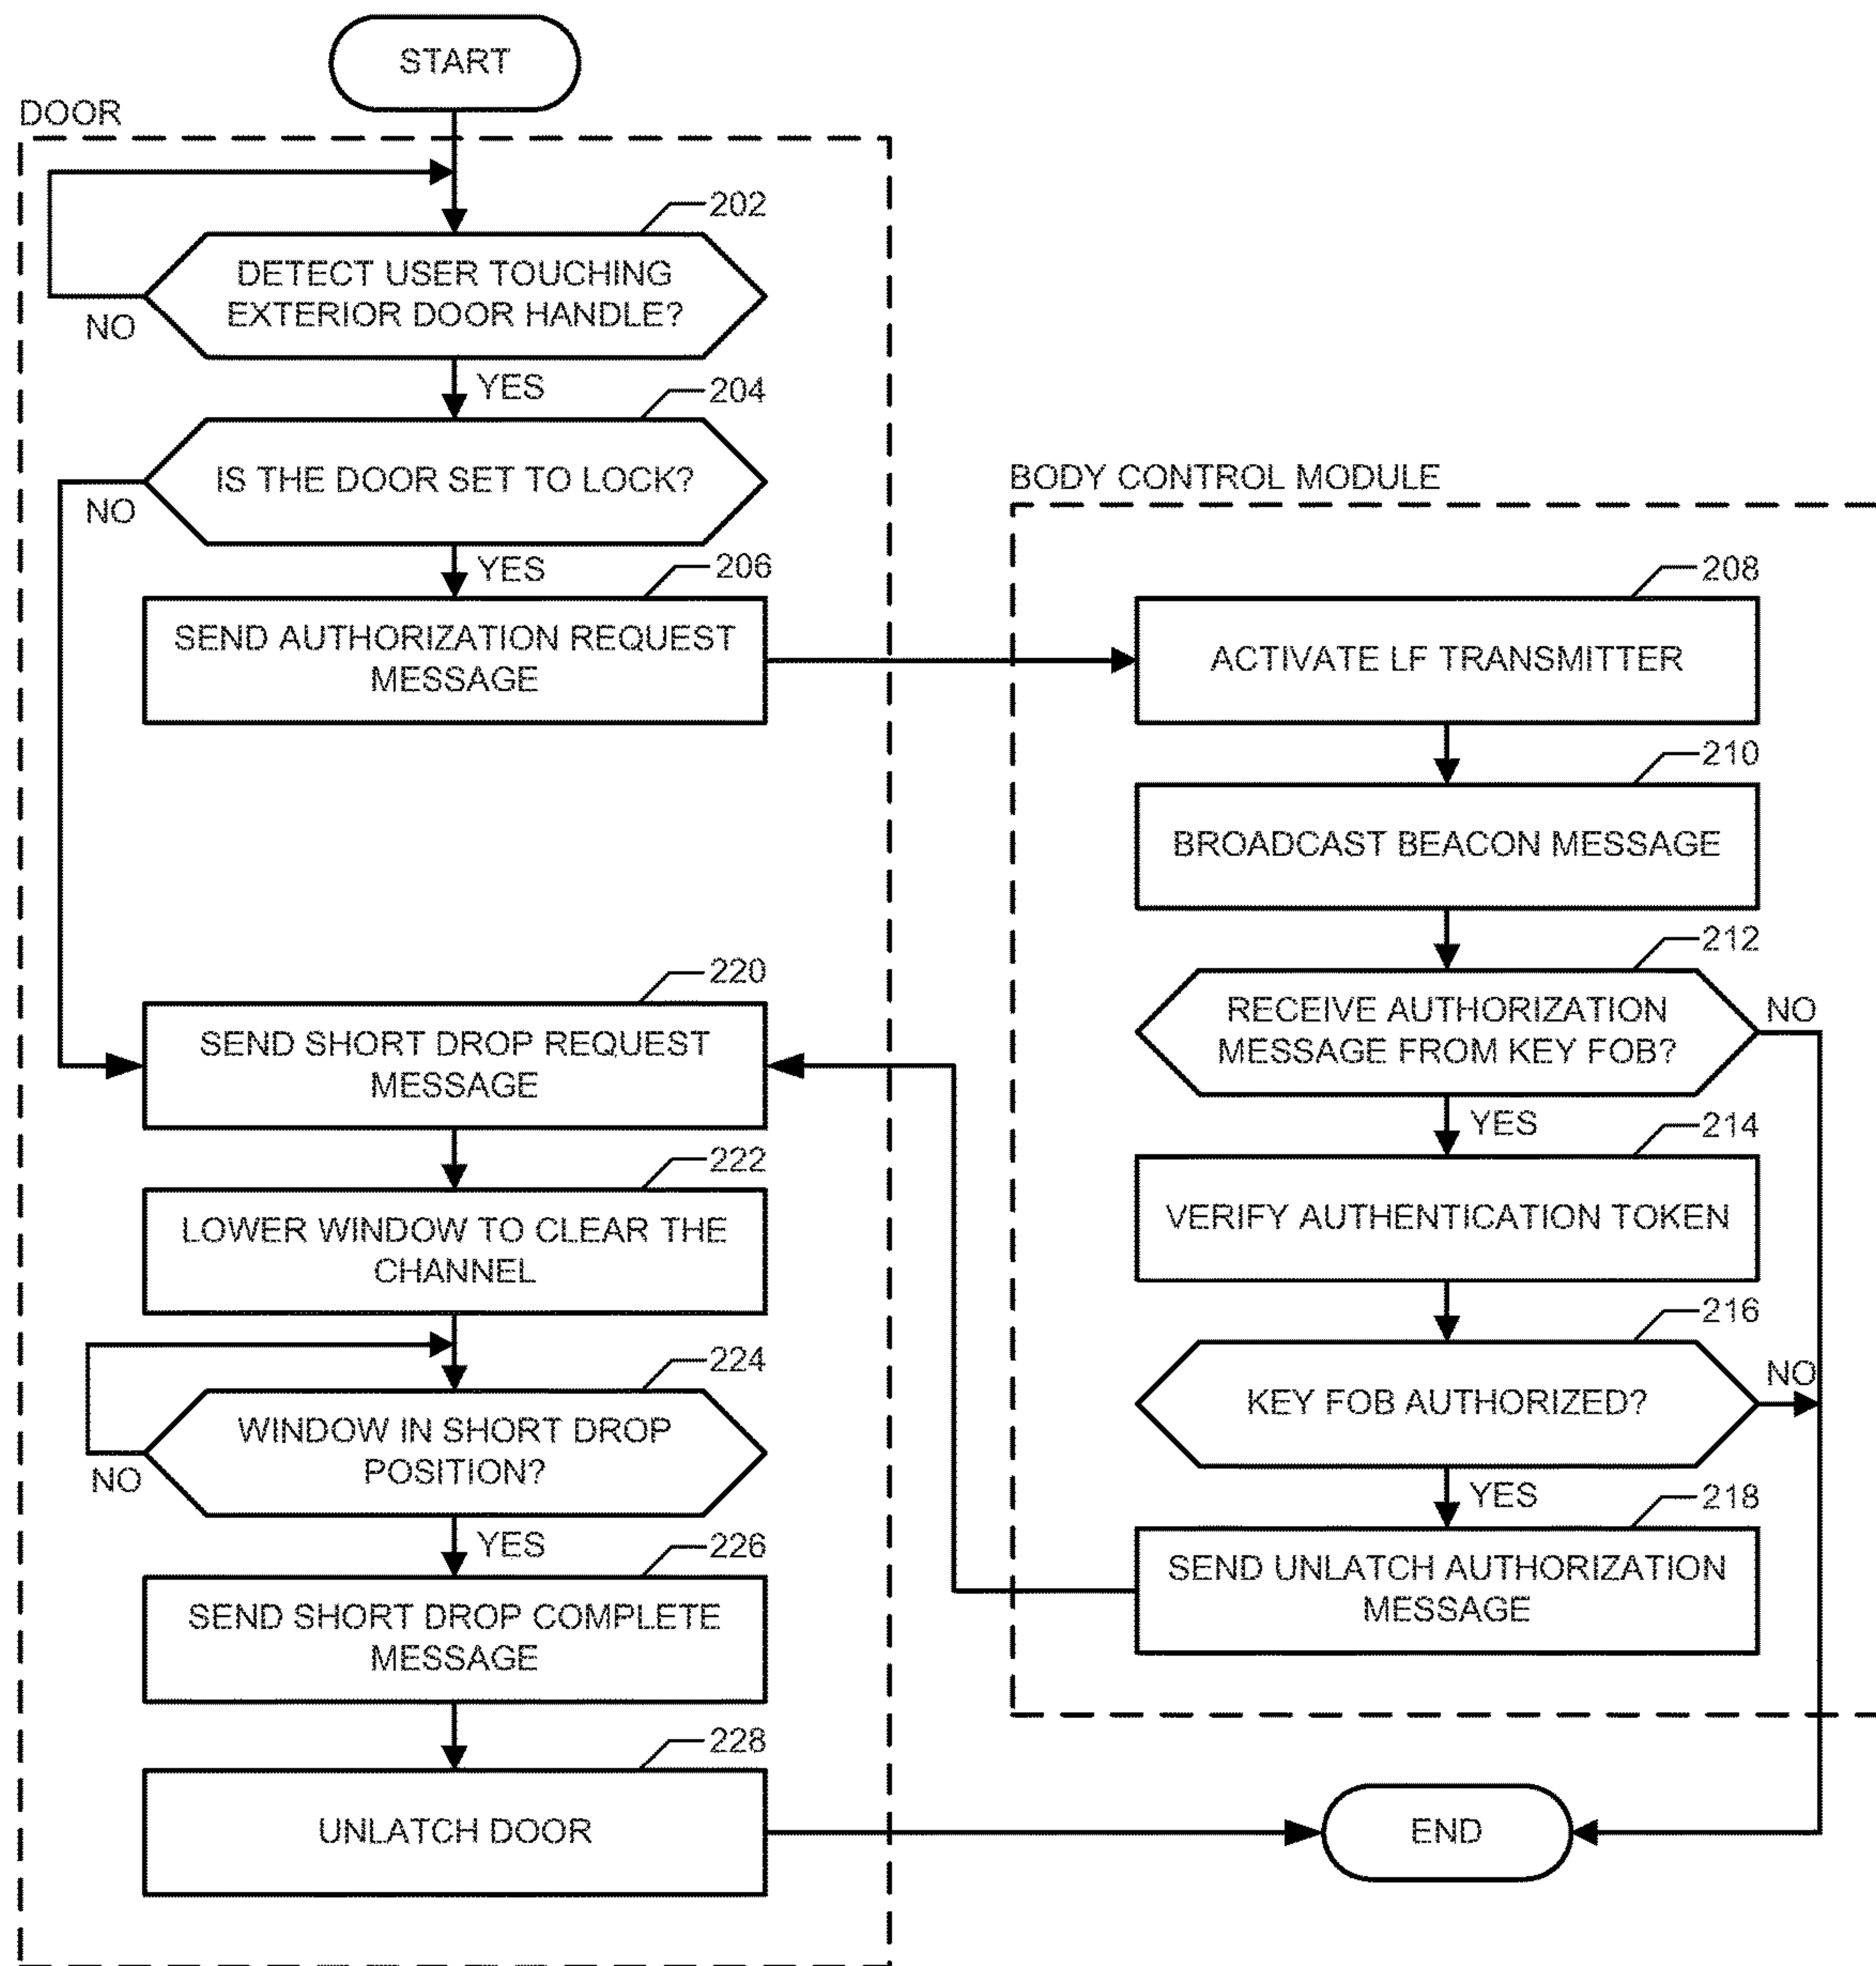 START
DOOR
202
DETECT USER TOUCHING
EXTERIOR DOOR HANDLE?
NO
YES
204
IS THE DOOR SET TO LOCK?
NO
YES
206
SEND AUTHORIZATION REQUEST
MESSAGE
BODY CONTROL MODULE
208
ACTIVATE LF TRANSMITTER
210
BROADCAST BEACON MESSAGE
212
RECEIVE AUTHORIZATION
MESSAGE FROM KEY FOB?
NO
YES
214
VERIFY AUTHENTICATION TOKEN
216
KEY FOB AUTHORIZED?
NO
YES
218
SEND UNLATCH AUTHORIZATION
MESSAGE
220
SEND SHORT DROP REQUEST
MESSAGE
222
LOWER WINDOW TO CLEAR THE
CHANNEL
224
WINDOW IN SHORT DROP
POSITION?
NO
YES
226
SEND SHORT DROP COMPLETE
MESSAGE
228
UNLATCH DOOR
END